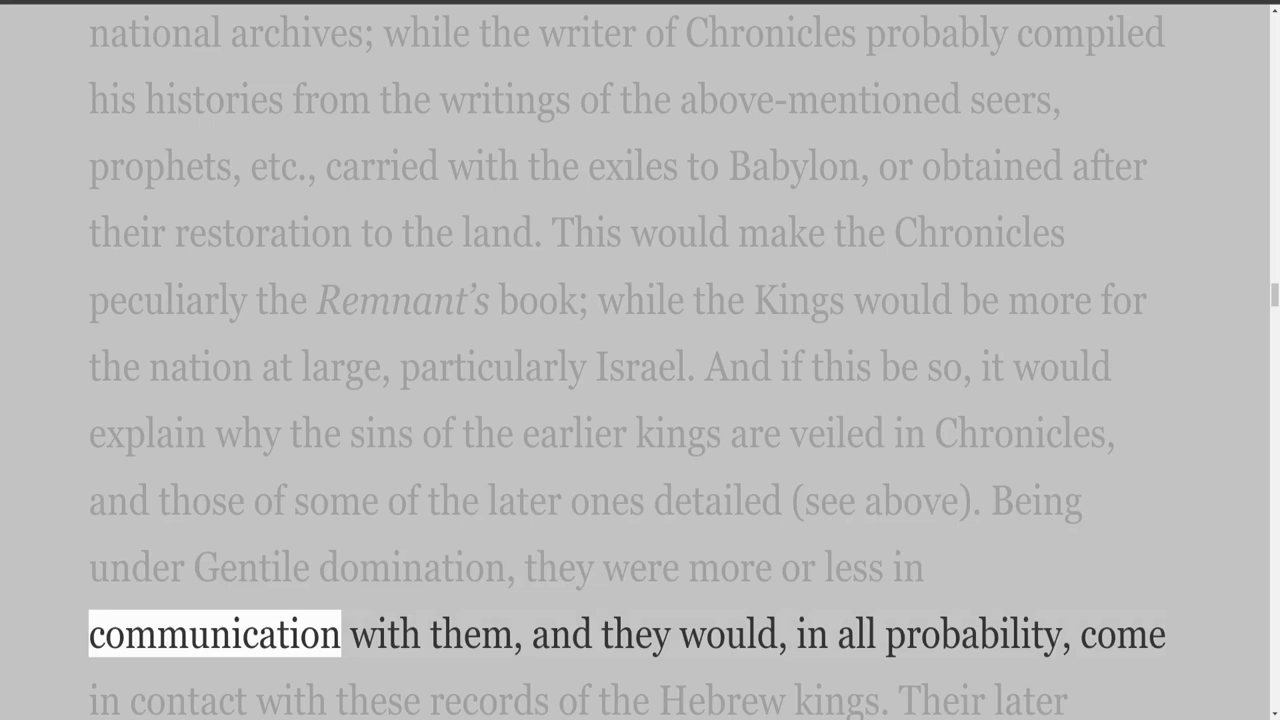 national archives; while the writer of Chronicles probably compiled
his histories from the writings of the above-mentioned seers,
prophets, etc., carried with the exiles to Babylon, or obtained after
their restoration to the land. This would make the Chronicles
peculiarly the Remnant’s book; while the Kings would be more for
the nation at large, particularly Israel. And if this be so, it would
explain why the sins of the earlier kings are veiled in Chronicles,
and those of some of the later ones detailed (see above). Being
under Gentile domination, they were more or less in
communication with them, and they would, in all probability, come
in contact with these records of the Hebrew kings. Their later